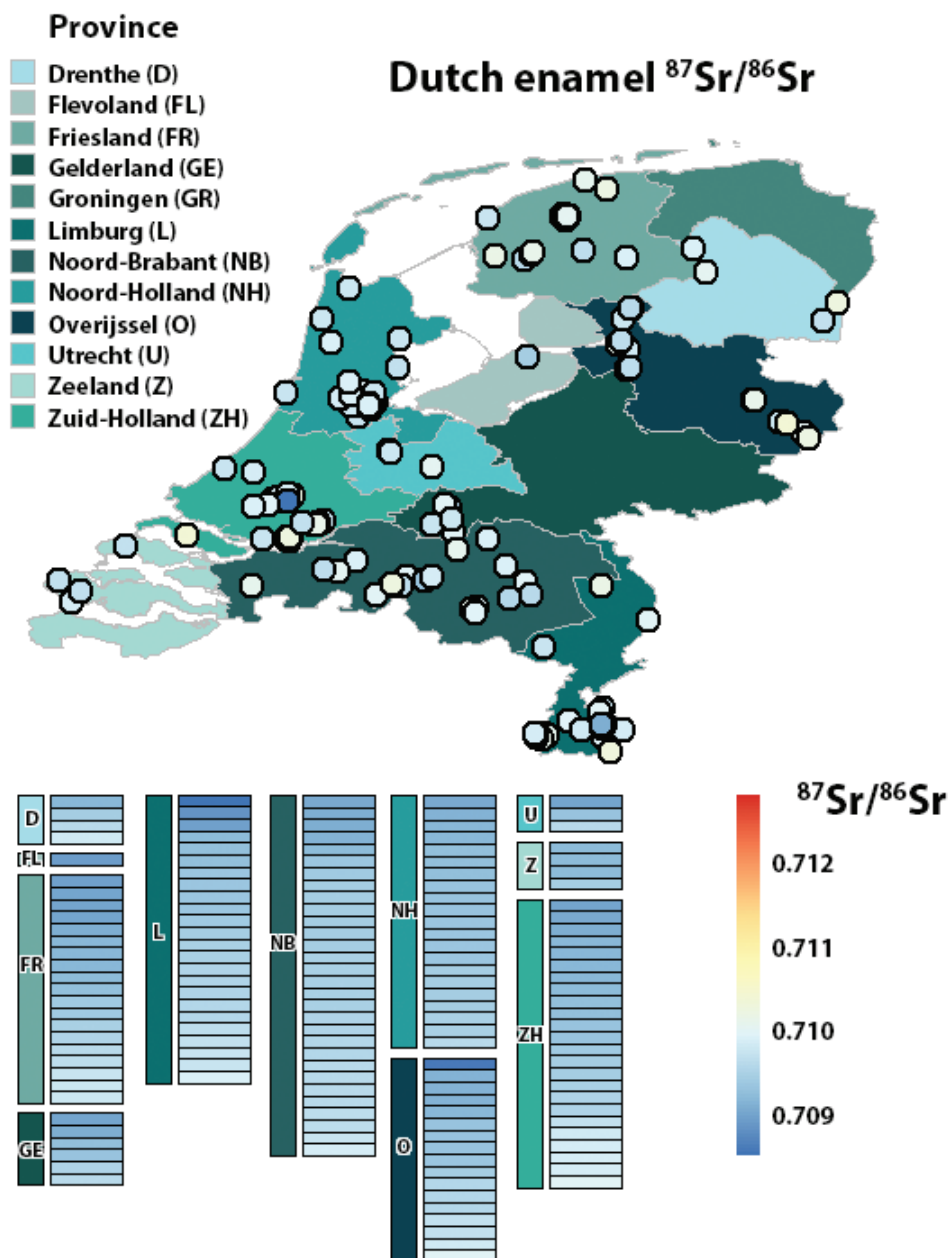 Province
Drenthe (D)
Flevoland (FL)
Friesland (FR)
Gelderland (GE)
Groningen (GR)
Limburg (L)
Noord-Brabant (NB)
Noord-Holland (NH)
Overijssel (O)
Utrecht (U)
Zeeland (Z)
Zuid-Holland (ZH)
Dutch enamel ⁸⁷Sr/⁸⁶Sr
D
FL
FR
GE
L
NB
NH
O
U
Z
ZH
⁸⁷Sr/⁸⁶Sr
0.712
0.711
0.710
0.709